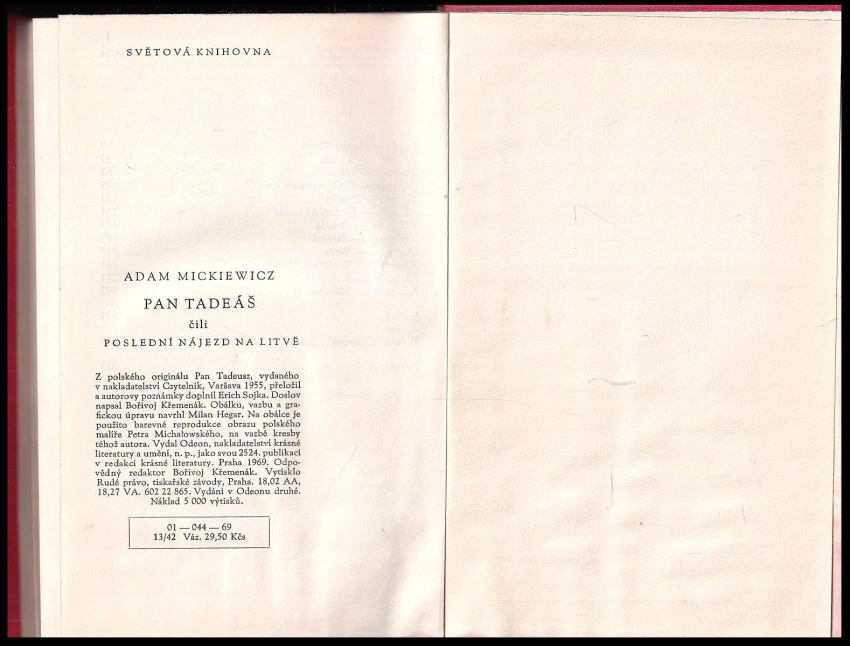 SVĚTOVÁ KNIHOVNA
ADAM MICKIEWICZ
PAN TADEÁŠ
čili
POSLEDNÍ NÁJEZD NA LITVĚ
Z polského originálu Pan Tadeusz, vydaného
v nakladatelství Czytelnik, Varšava 1955, přeložil
a autorovy poznámky doplnil Erich Sojka. Doslov
napsal Bořivoj Křemenák. Obálku, vazbu a gra-
fickou úpravu navrhl Milan Hegar. Na obálce je
použito barevné reprodukce obrazu polského
malíře Petra Michałowského, na vazbě kresby
téhož autora. Vydal Odeon, nakladatelství krásné
literatury a umění, n. p., jako svou 2524. publikaci
v redakci krásné literatury. Praha 1969. Odpo-
vědný redaktor Bořivoj Křemenák. Vytisklo
Rudé právo, tiskařské závody, Praha. 18,02 AA,
18,27 VA. 602 22 865. Vydání v Odeonu druhé.
Náklad 5 000 výtisků.
01 — 044 — 69
13/42 Váz. 29,50 Kčs